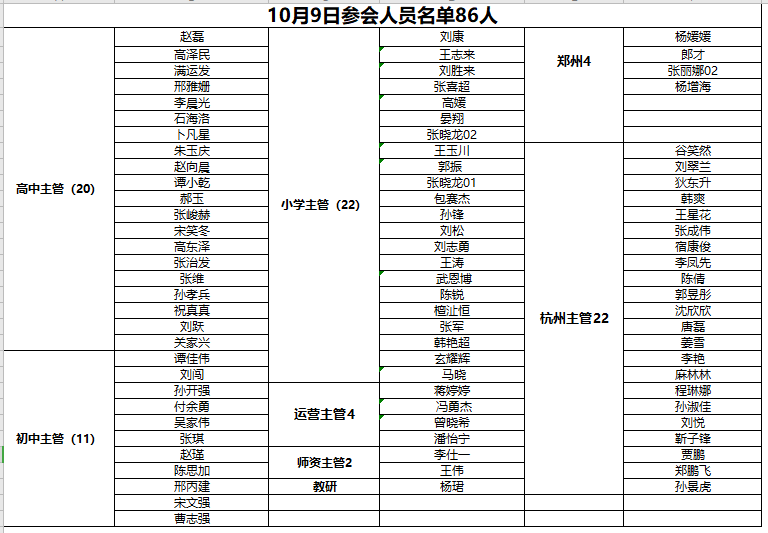 10月9日参会人员名单86人
赵磊 刘康 杨媛媛
高泽民 王志来 郎才
满运发 刘胜来 郑州4 张丽娜02
邢雅姗 张喜超 杨增海
李晨光 高媛
石海洛 晏翔
卜凡星 张晓龙02
朱玉庆 王玉川 谷笑然
赵向晨 郭振 刘翠兰
谭小乾 张晓龙01 狄东升
高中主管（20） 郝玉 小学主管（22） 包赛杰 韩爽
张峻赫 孙锋 王星花
宋笑冬 刘松 张成伟
高东泽 刘志勇 宿康俊
张治发 王涛 李凤先
张维 武恩博 陈倩
孙孝兵 陈锐 郭昱彤
祝真真 檀沚恒 杭州主管22 沈欣欣
刘跃 张军 唐磊
关家兴 韩艳超 姜雪
谭佳伟 玄耀辉 李艳
刘闯 马晓 麻林林
孙开强 蒋婷婷 程琳娜
付余勇 运营主管4 冯勇杰 孙淑佳
吴家伟 曾晓希 刘悦
初中主管（11） 张琪 潘怡宁 靳子锋
赵瑾 师资主管2 李仕一 贾鹏
陈思加 王伟 郑鹏飞
邢丙建 教研 杨珺 孙景虎
宋文强
曹志强